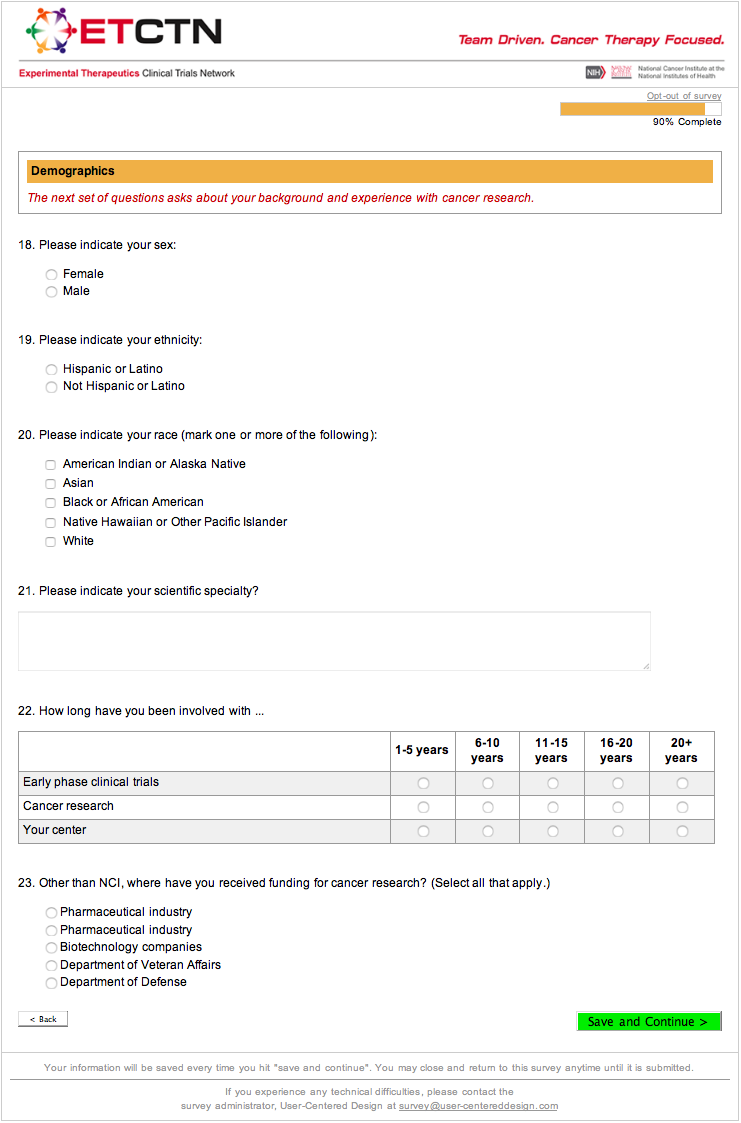 ETCTN
Team Driven. Cancer Therapy Focused.
Experimental Therapeutics Clinical Trials Network
NIH
National Cancer Institute at the
National Institutes of Health
Opt-out of survey
90% Complete
Demographics
The next set of questions asks about your background and experience with cancer research.
18. Please indicate your sex:
Female
Male
19. Please indicate your ethnicity:
Hispanic or Latino
Not Hispanic or Latino
20. Please indicate your race (mark one or more of the following):
American Indian or Alaska Native
Asian
Black or African American
Native Hawaiian or Other Pacific Islander
White
21. Please indicate your scientific specialty?
22. How long have you been involved with ...
1-5 years 6-10 years 11-15 years 16-20 years 20+ years
Early phase clinical trials
Cancer research
Your center
23. Other than NCI, where have you received funding for cancer research? (Select all that apply.)
Pharmaceutical industry
Pharmaceutical industry
Biotechnology companies
Department of Veteran Affairs
Department of Defense
< Back
Save and Continue >
Your information will be saved every time you hit "save and continue". You may close and return to this survey anytime until it is submitted.
If you experience any technical difficulties, please contact the
survey administrator, User-Centered Design at survey@user-centereddesign.com